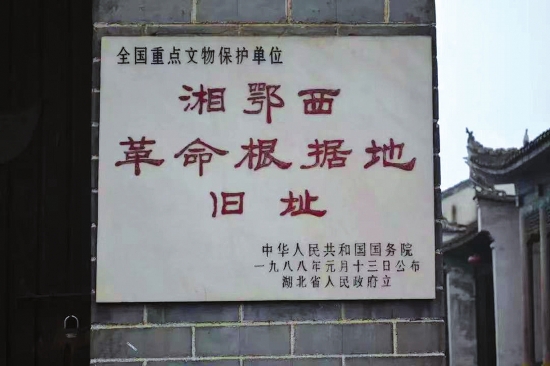 全国重点文物保护单位
湘鄂西
革命根据地
旧址
中华人民共和国国务院
一九八八年元月十三日公布
湖北省人民政府立